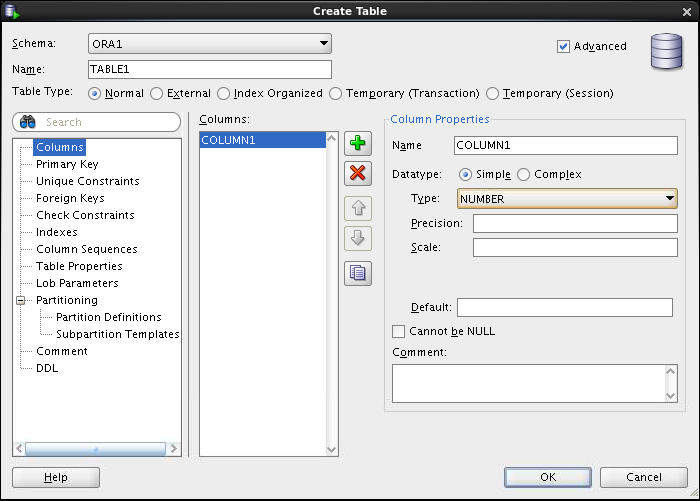 Create Table
Schema: ORA1 Advanced
Name: TABLE1
Table Type: Normal External Index Organized Temporary (Transaction) Temporary (Session)
Search
Columns
Primary Key
Unique Constraints
Foreign Keys
Check Constraints
Indexes
Column Sequences
Table Properties
Lob Parameters
Partitioning
Partition Definitions
Subpartition Templates
Comment
DDL
Columns:
COLUMN1
Column Properties
Name COLUMN1
Datatype: Simple Complex
Type: NUMBER
Precision:
Scale:
Default:
Cannot be NULL
Comment:
Help OK Cancel